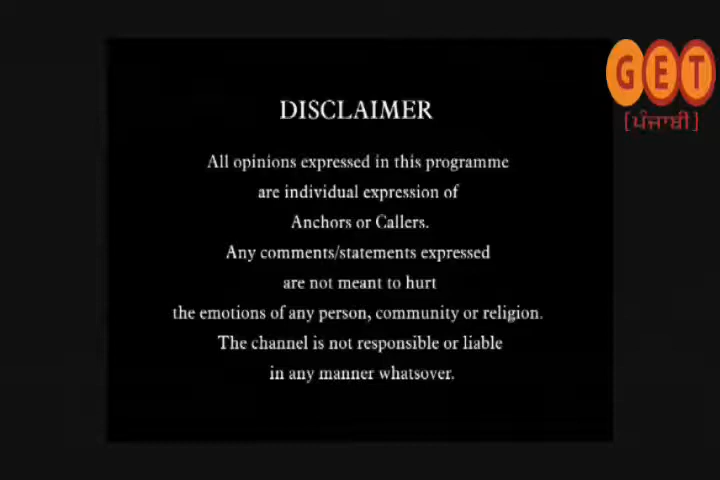 GET
[ਪੰਜਾਬੀ]
DISCLAIMER
All opinions expressed in this programme
are individual expression of
Anchors or Callers.
Any comments/statements expressed
are not meant to hurt
the emotions of any person, community or religion.
The channel is not responsible or liable
in any manner whatsover.